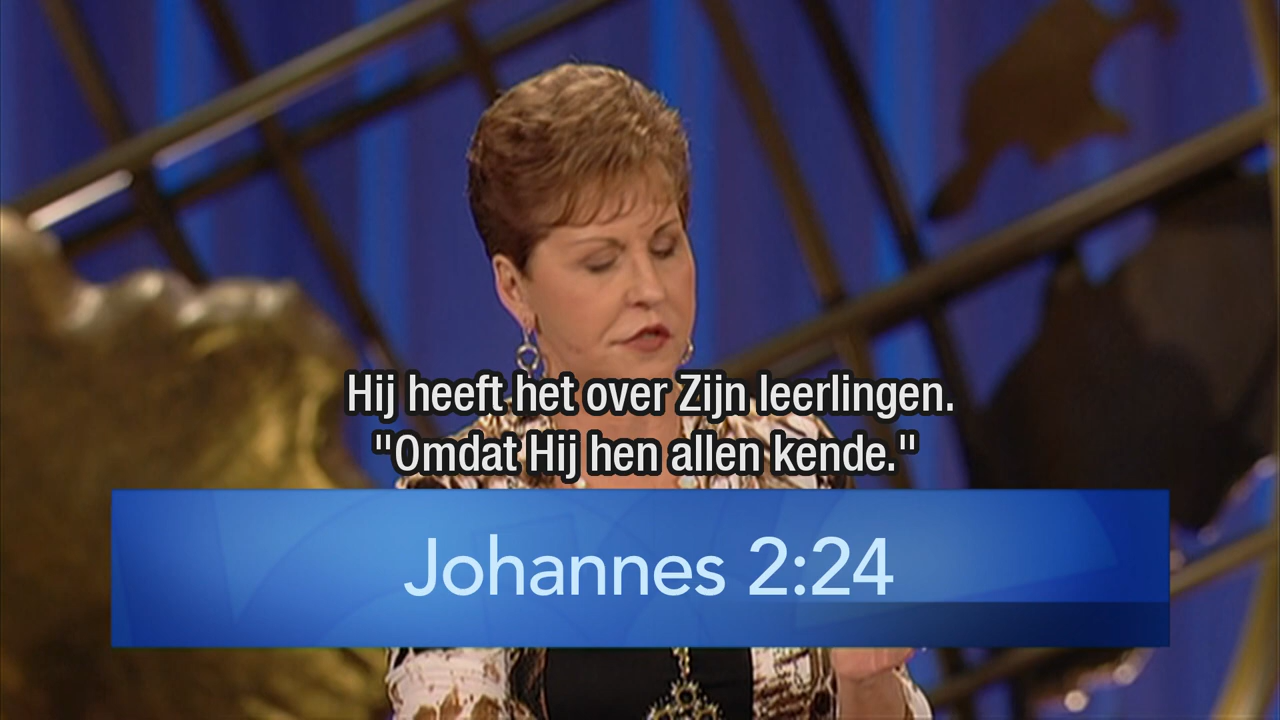 Hij heeft het over Zijn leerlingen.
"Omdat Hij hen allen kende."
Johannes 2:24